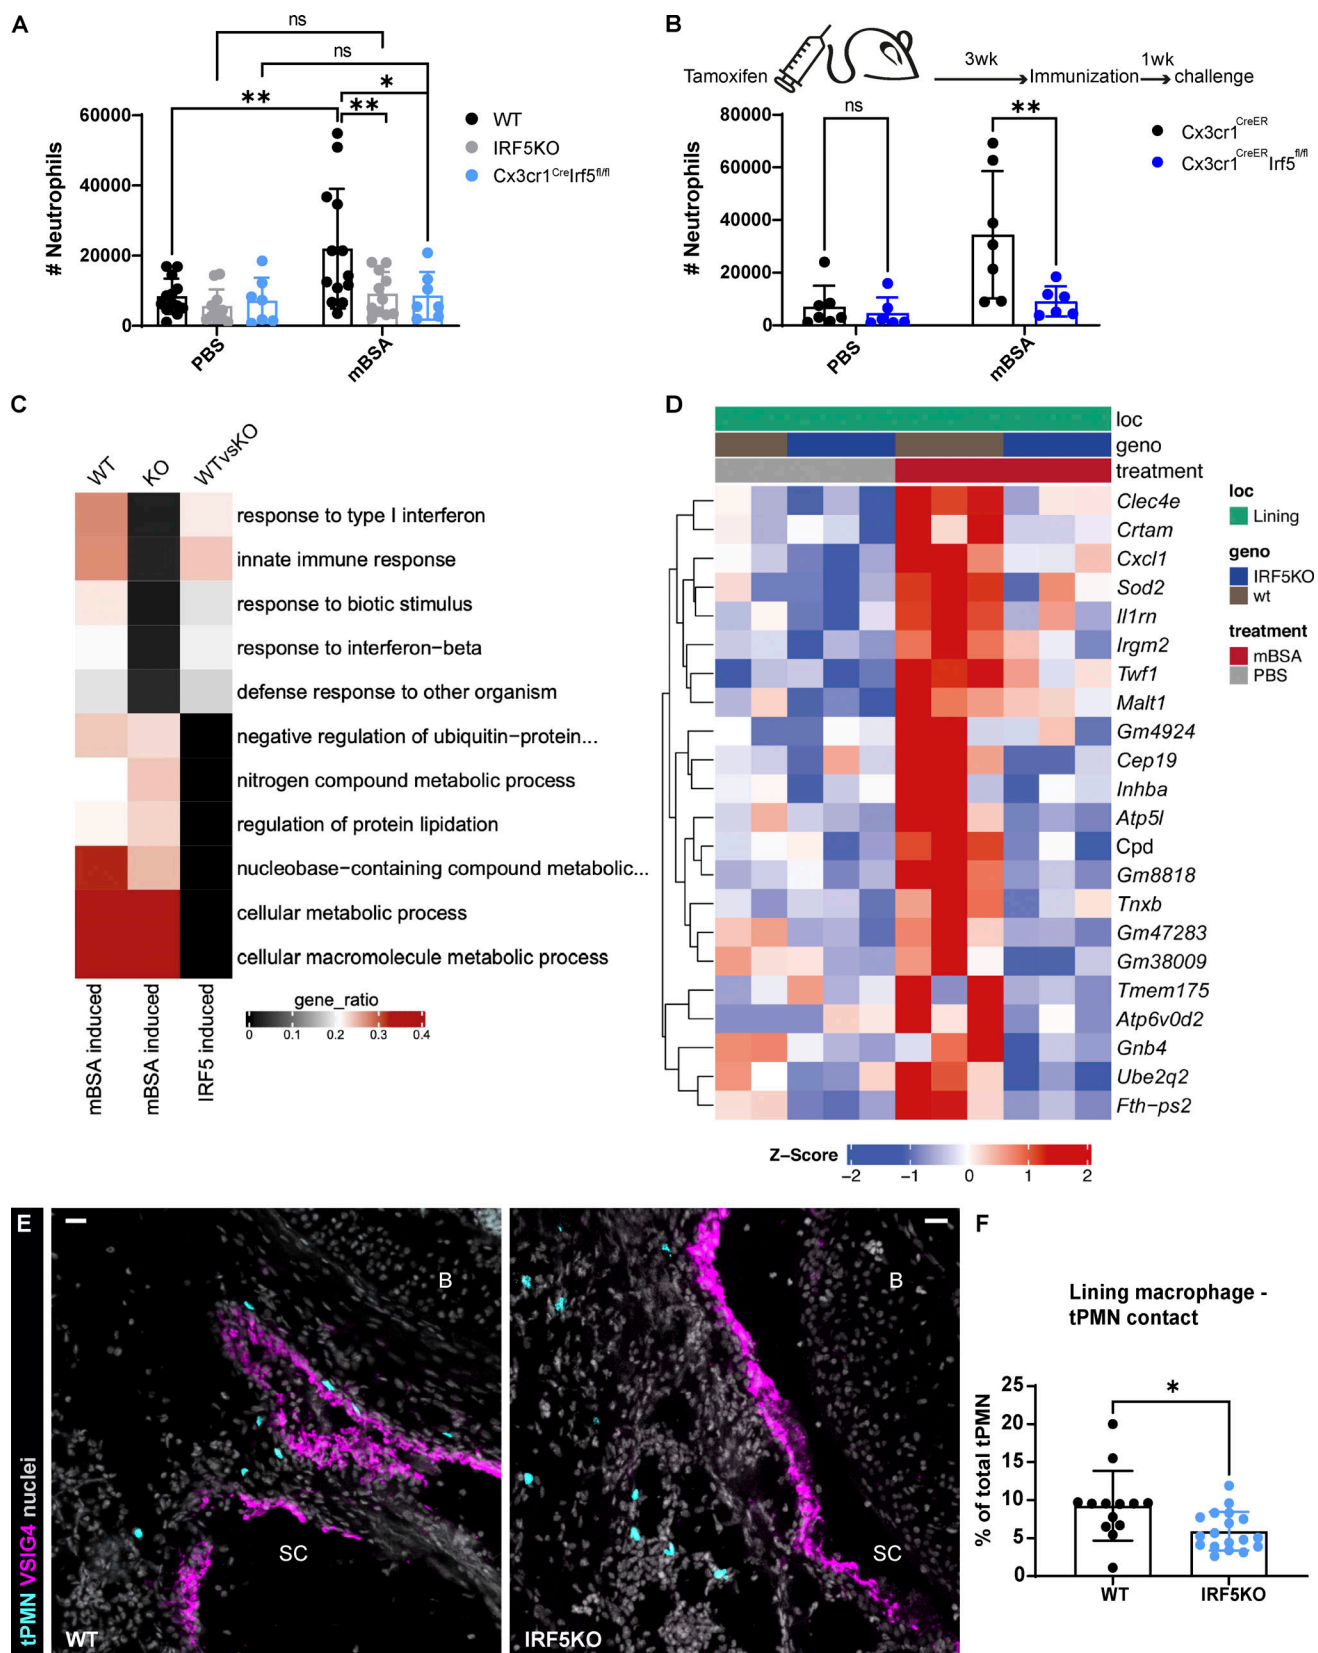 A
ns
ns
*
**
**
60000
40000
20000
0
# Neutrophils
PBS
mBSA
WT
IRF5KO
Cx3cr1CreIrf5fl/fl
B
Tamoxifen
3wk
Immunization
1wk
challenge
ns
**
80000
60000
40000
20000
0
# Neutrophils
PBS
mBSA
Cx3cr1CreER
Cx3cr1CreERIrf5fl/fl
C
WT
KO
WTvsKO
response to type I interferon
innate immune response
response to biotic stimulus
response to interferon−beta
defense response to other organism
negative regulation of ubiquitin−protein...
nitrogen compound metabolic process
regulation of protein lipidation
nucleobase−containing compound metabolic...
cellular metabolic process
cellular macromolecule metabolic process
mBSA induced
mBSA induced
IRF5 induced
gene_ratio
0 0.1 0.2 0.3 0.4
D
loc
geno
treatment
Clec4e
Crtam
Cxcl1
Sod2
Il1rn
Irgm2
Twf1
Malt1
Gm4924
Cep19
Inhba
Atp5l
Cpd
Gm8818
Tnxb
Gm47283
Gm38009
Tmem175
Atp6v0d2
Gnb4
Ube2q2
Fth−ps2
loc
Lining
geno
IRF5KO
wt
treatment
mBSA
PBS
Z−Score
−2 −1 0 1 2
E
tPMN VSIG4 nuclei
B
SC
WT
B
SC
IRF5KO
F
Lining macrophage -
tPMN contact
*
25
20
15
10
5
0
% of total tPMN
WT
IRF5KO